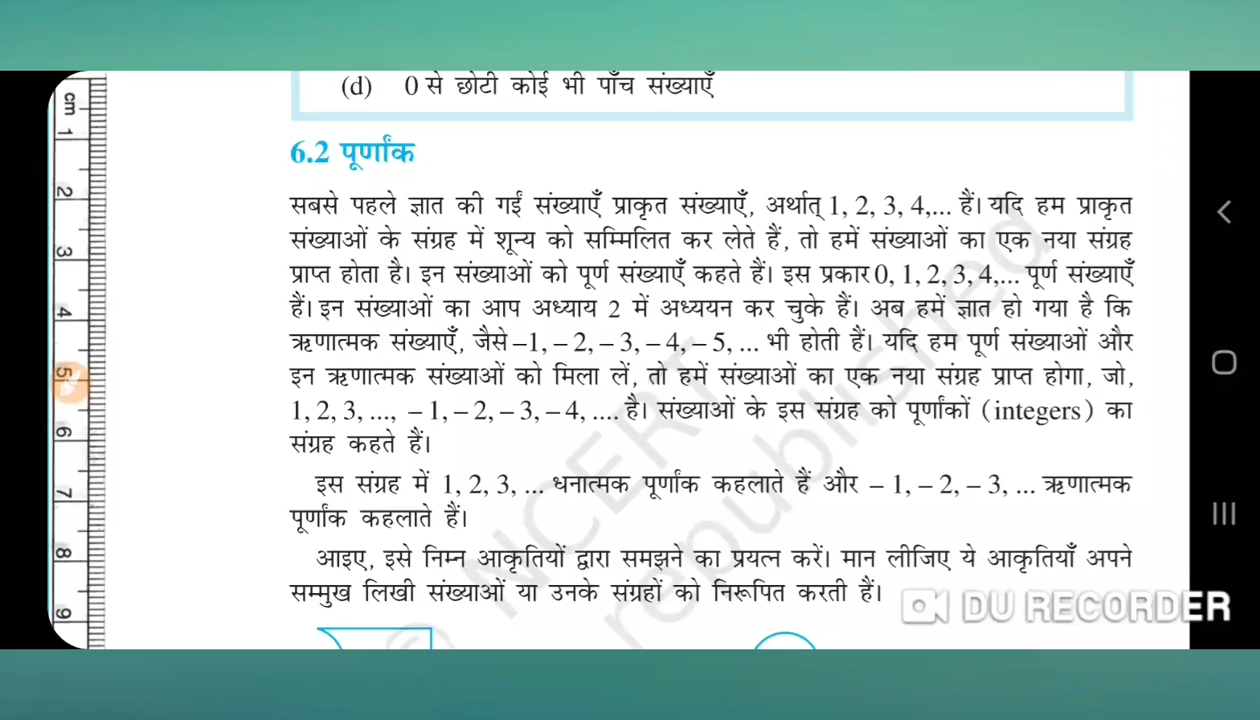 (d) 0 से छोटी कोई भी पाँच संख्याएँ
6.2 पूर्णांक
सबसे पहले ज्ञात की गईं संख्याएँ प्राकृत संख्याएँ, अर्थात् 1, 2, 3, 4,... हैं। यदि हम प्राकृत
संख्याओं के संग्रह में शून्य को सम्मिलित कर लेते हैं, तो हमें संख्याओं का एक नया संग्रह
प्राप्त होता है। इन संख्याओं को पूर्ण संख्याएँ कहते हैं। इस प्रकार 0, 1, 2, 3, 4,... पूर्ण संख्याएँ
हैं। इन संख्याओं का आप अध्याय 2 में अध्ययन कर चुके हैं। अब हमें ज्ञात हो गया है कि
ऋणात्मक संख्याएँ, जैसे –1, – 2, – 3, – 4, – 5, ... भी होती हैं। यदि हम पूर्ण संख्याओं और
इन ऋणात्मक संख्याओं को मिला लें, तो हमें संख्याओं का एक नया संग्रह प्राप्त होगा, जो,
1, 2, 3, ..., – 1, – 2, – 3, – 4, .... है। संख्याओं के इस संग्रह को पूर्णांकों (integers) का
संग्रह कहते हैं।
इस संग्रह में 1, 2, 3, ... धनात्मक पूर्णांक कहलाते हैं और – 1, – 2, – 3, ... ऋणात्मक
पूर्णांक कहलाते हैं।
आइए, इसे निम्न आकृतियों द्वारा समझने का प्रयत्न करें। मान लीजिए ये आकृतियाँ अपने
सम्मुख लिखी संख्याओं या उनके संग्रहों को निरूपित करती हैं।
© NCERT
republished
DU RECORDER
cm
1
2
3
4
5
6
7
8
9